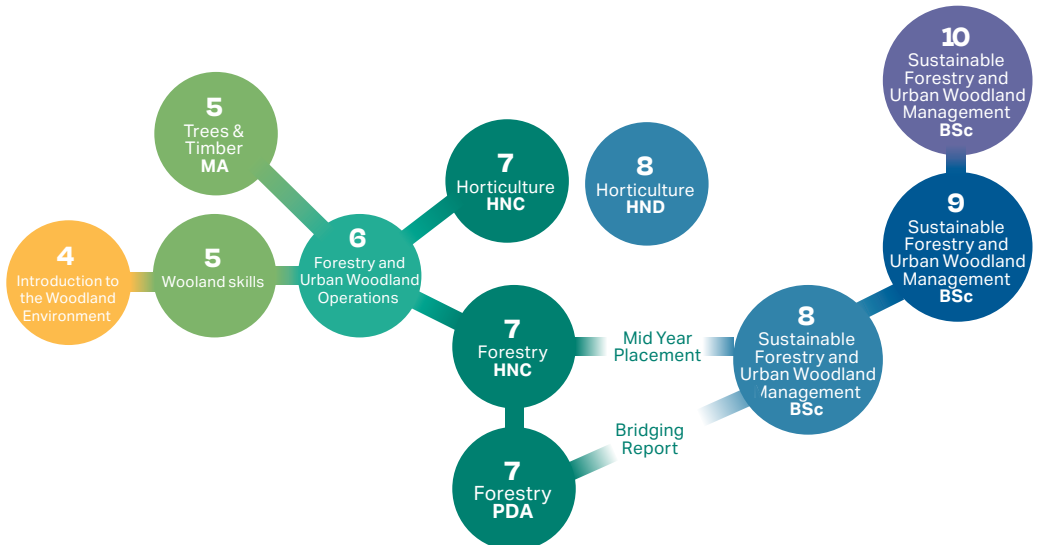 4
Introduction to
the Woodland
Environment
5
Trees &
Timber
MA
5
Wooland skills
6
Forestry and
Urban Woodland
Operations
7
Horticulture
HNC
8
Horticulture
HND
7
Forestry
HNC
7
Forestry
PDA
Mid Year
Placement
Bridging
Report
8
Sustainable
Forestry and
Urban Woodland
Management
BSc
9
Sustainable
Forestry and
Urban Woodland
Management
BSc
10
Sustainable
Forestry and
Urban Woodland
Management
BSc